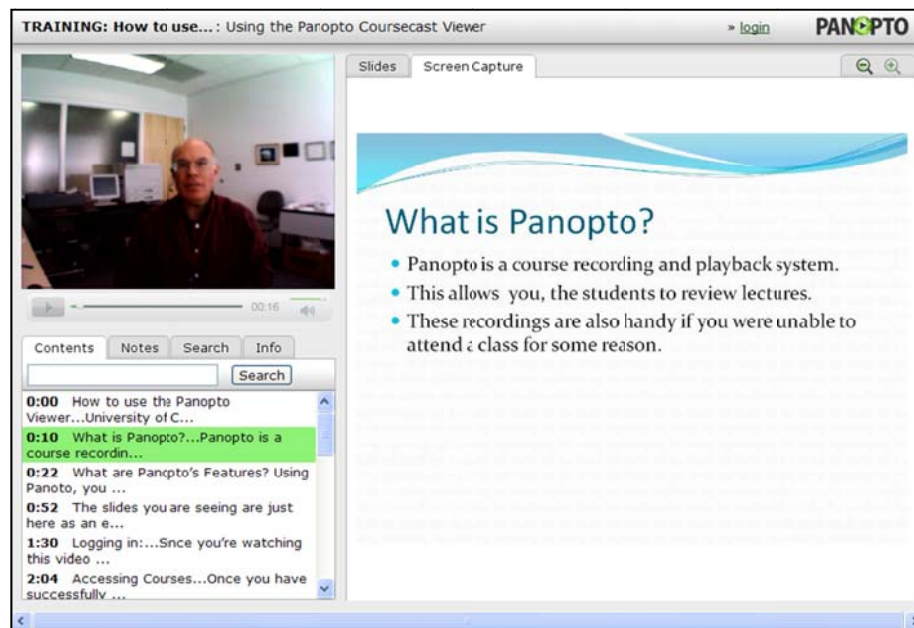 TRAINING: How to use... : Using the Panopto Coursecast Viewer
» login
PANOPTO
Slides
Screen Capture
What is Panopto?
• Panopto is a course recording and playback system.
• This allows you, the students to review lectures.
• These recordings are also handy if you were unable to
attend a class for some reason.
00:16
Contents
Notes
Search
Info
Search
0:00 How to use the Panopto
Viewer...University of C...
0:10 What is Panopto?...Panopto is a
course recordin...
0:22 What are Panopto's Features? Using
Panoto, you ...
0:52 The slides you are seeing are just
here as an e...
1:30 Logging in:...Snce you're watching
this video ...
2:04 Accessing Courses...Once you have
successfully ...